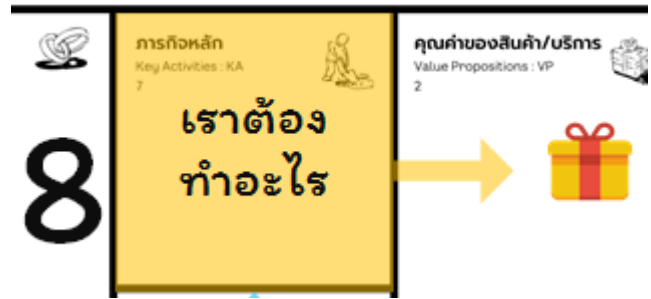 8
ภารกิจหลัก
Key Activities : KA
7
เราต้อง
ทำอะไร
คุณค่าของสินค้า/บริการ
Value Propositions : VP
2